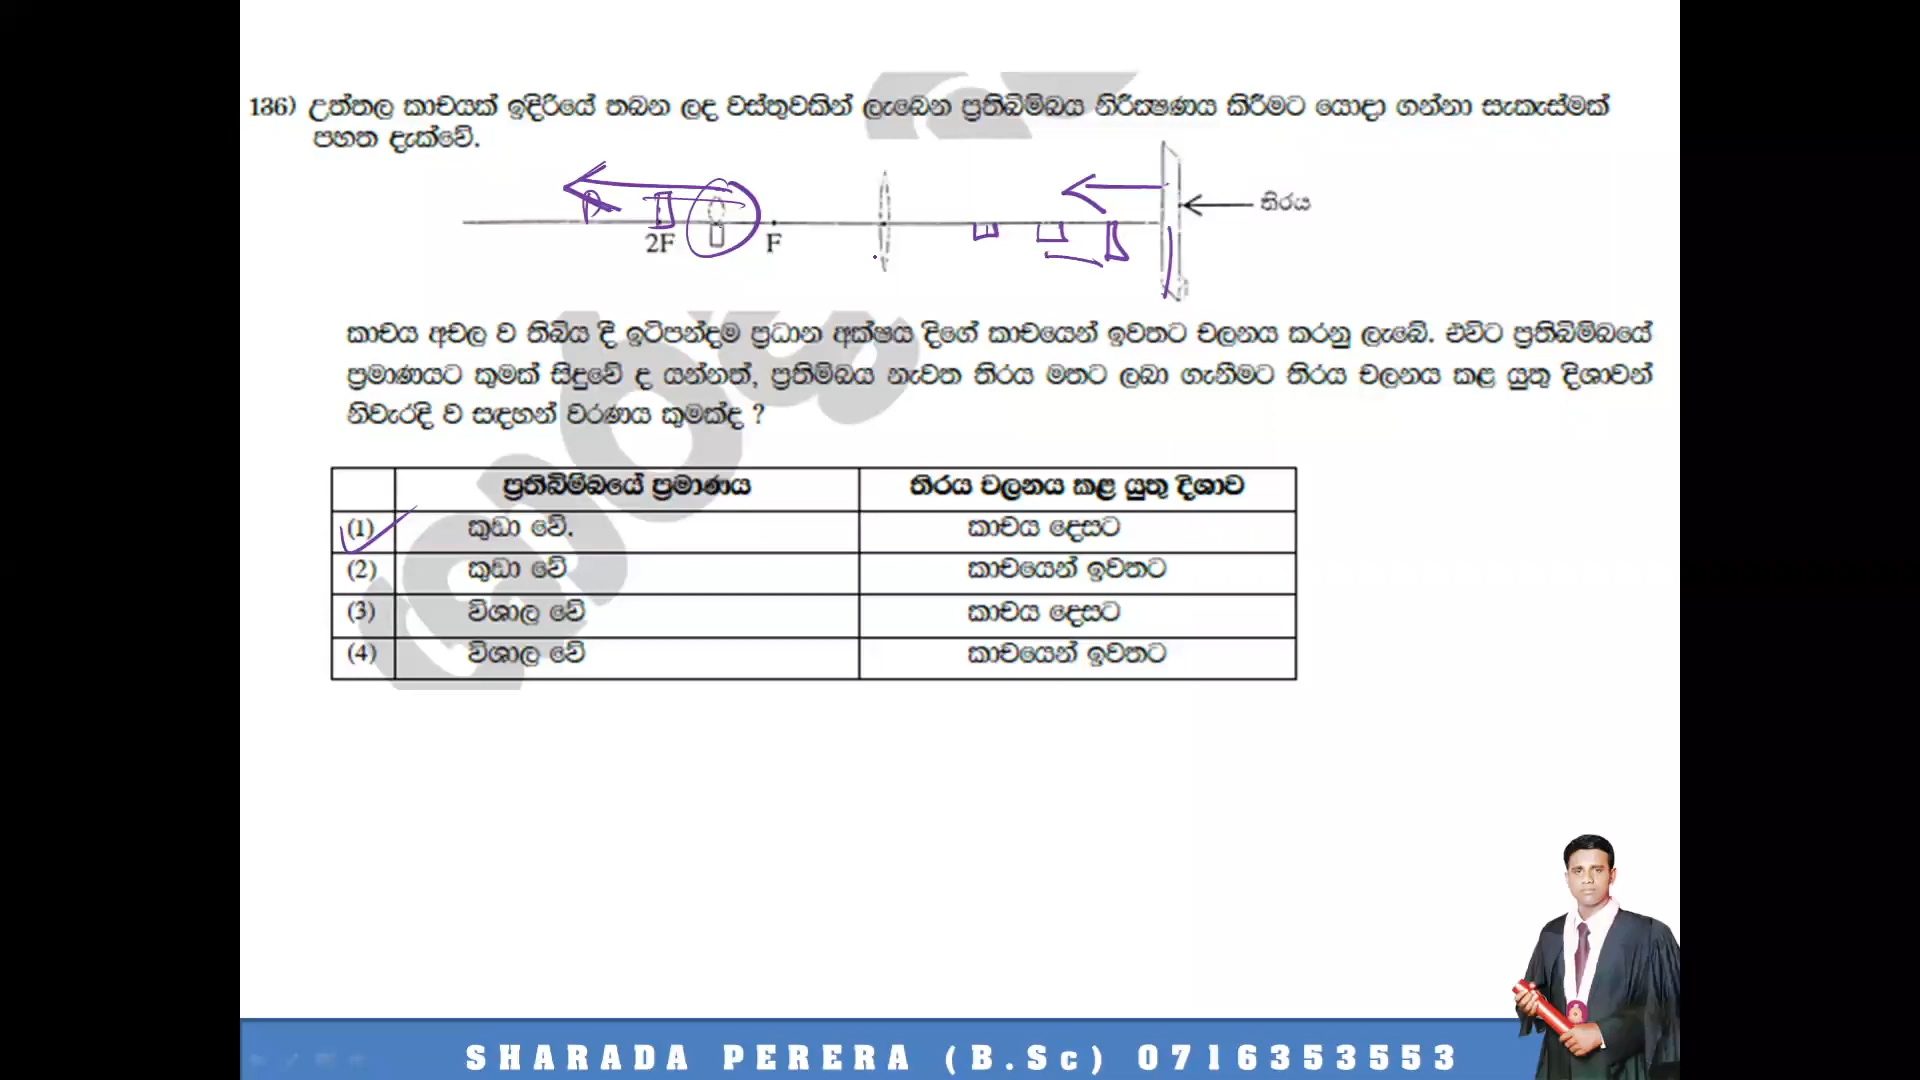 136) උත්තල කාචයක් ඉදිරියේ තබන ලද වස්තුවකින් ලැබෙන ප්‍රතිබිම්බය නිරීක්ෂණය කිරීමට යොදා ගන්නා සැකැස්මක්
පහත දැක්වේ.
තිරය
2F F
කාචය අචල ව තිබිය දී ඉටිපන්දම ප්‍රධාන අක්ෂය දිගේ කාචයෙන් ඉවතට චලනය කරනු ලැබේ. එවිට ප්‍රතිබිම්බයේ
ප්‍රමාණයට කුමක් සිදුවේ ද යන්නත්, ප්‍රතිම්බය නැවත තිරය මතට ලබා ගැනීමට තිරය චලනය කළ යුතු දිශාවන්
නිවැරදි ව සඳහන් වරණය කුමක්ද ?
ප්‍රතිබිම්බයේ ප්‍රමාණය තිරය චලනය කළ යුතු දිශාව
(1) කුඩා වේ. කාචය දෙසට
(2) කුඩා වේ කාචයෙන් ඉවතට
(3) විශාල වේ කාචය දෙසට
(4) විශාල වේ කාචයෙන් ඉවතට
SHARADA PERERA (B.Sc) 0716353553